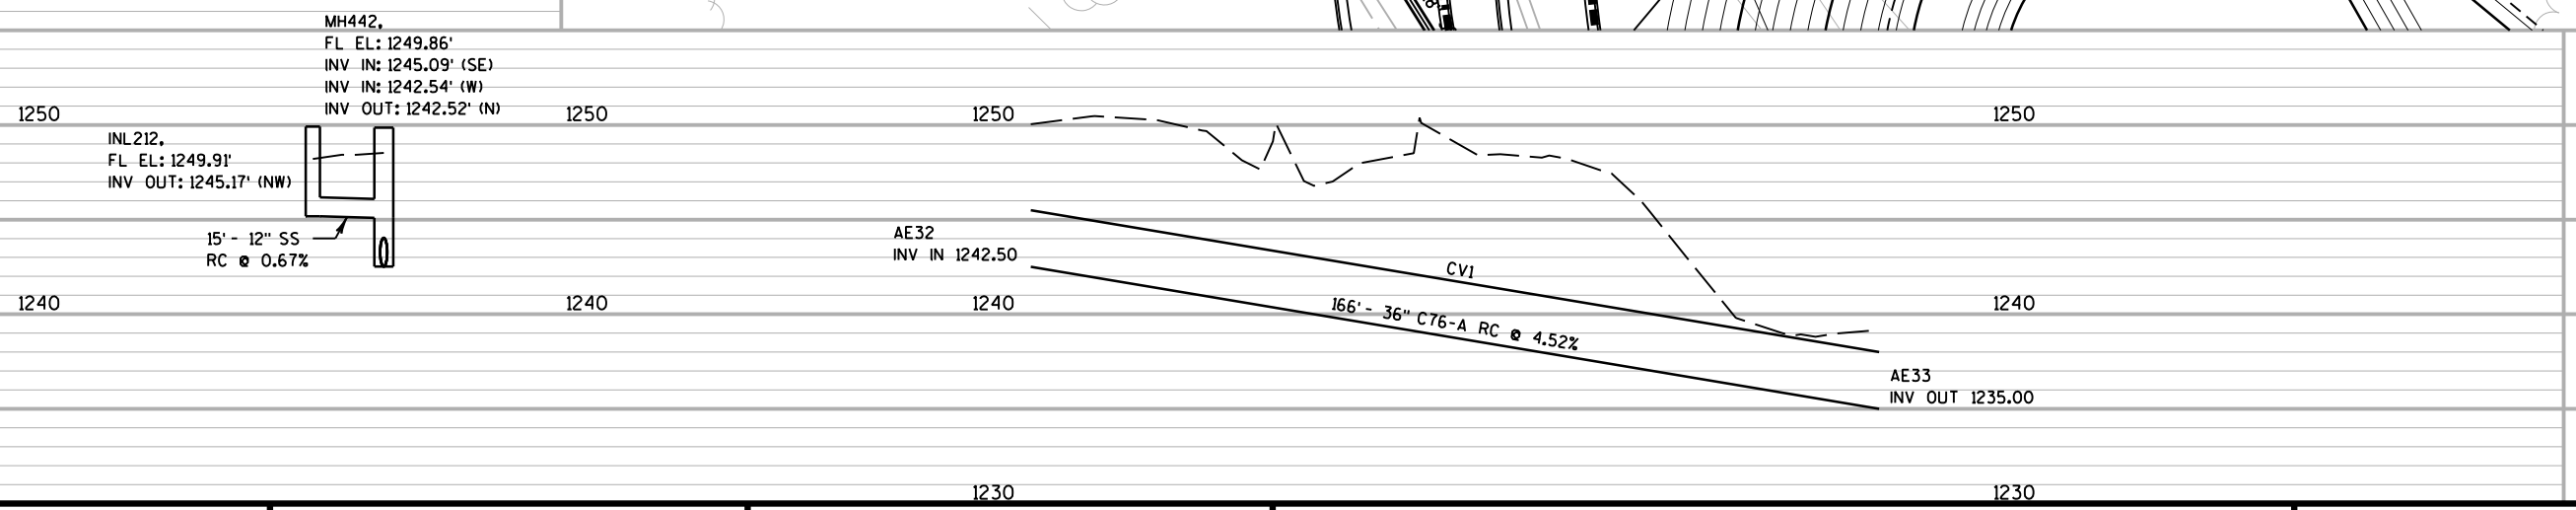 MH442,
FL EL: 1249.86'
INV IN: 1245.09' (SE)
INV IN: 1242.54' (W)
INV OUT: 1242.52' (N)
1250 1250 1250 1250
INL212,
FL EL: 1249.91'
INV OUT: 1245.17' (NW)
15' - 12" SS
RC @ 0.67%
AE32
INV IN 1242.50
CV1
166' - 36" C76-A RC @ 4.52%
1240 1240 1240 1240
AE33
INV OUT 1235.00
1230 1230